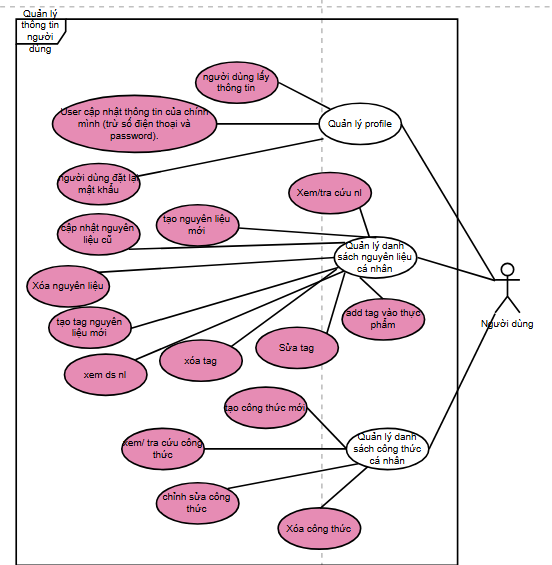 Quản lý
thông tin
người
dùng
người dùng lấy
thông tin
User cập nhật thông tin của chính
mình (trừ số điện thoại và
password).
Quản lý profile
người dùng đặt lại
mật khẩu
Xem/tra cứu nl
tạo nguyên liệu
mới
cập nhật nguyên
liệu cũ
Quản lý danh
sách nguyên liệu
cá nhân
Xóa nguyên liệu
tạo tag nguyên
liệu mới
add tag vào thực
phẩm
Người dùng
Sửa tag
xóa tag
xem ds nl
tạo công thức mới
xem/ tra cứu công
thức
Quản lý danh
sách công thức
cá nhân
chỉnh sửa công
thức
Xóa công thức